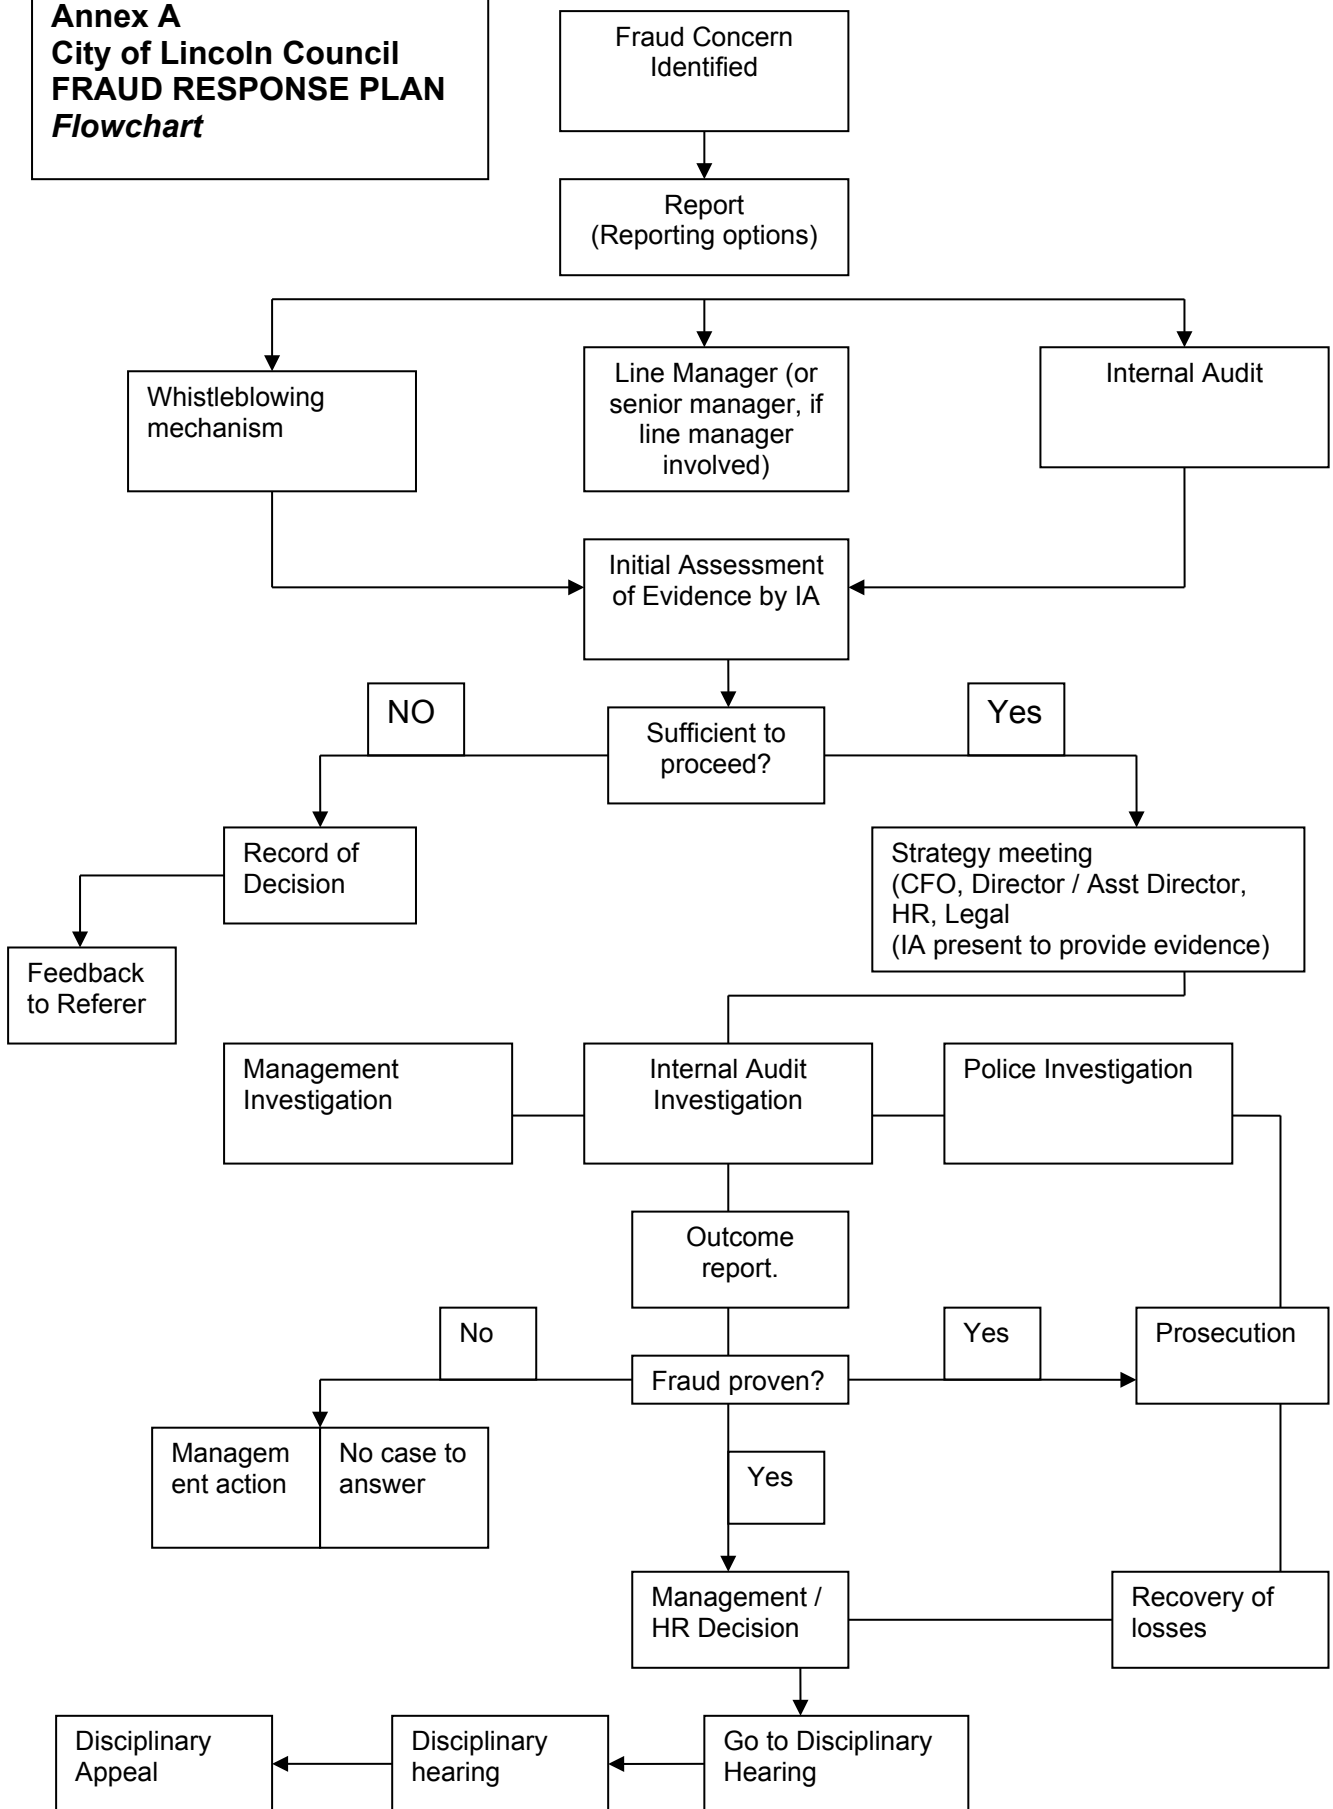 Annex A
City of Lincoln Council
FRAUD RESPONSE PLAN
Flowchart
Fraud Concern
Identified
Report
(Reporting options)
Whistleblowing
mechanism
Line Manager (or
senior manager, if
line manager
involved)
Internal Audit
Initial Assessment
of Evidence by IA
NO
Sufficient to
proceed?
Yes
Record of
Decision
Strategy meeting
(CFO, Director / Asst Director,
HR, Legal
(IA present to provide evidence)
Feedback
to Referer
Management
Investigation
Internal Audit
Investigation
Police Investigation
Outcome
report.
No
Yes
Prosecution
Fraud proven?
Managem
ent action
No case to
answer
Yes
Management /
HR Decision
Recovery of
losses
Disciplinary
Appeal
Disciplinary
hearing
Go to Disciplinary
Hearing